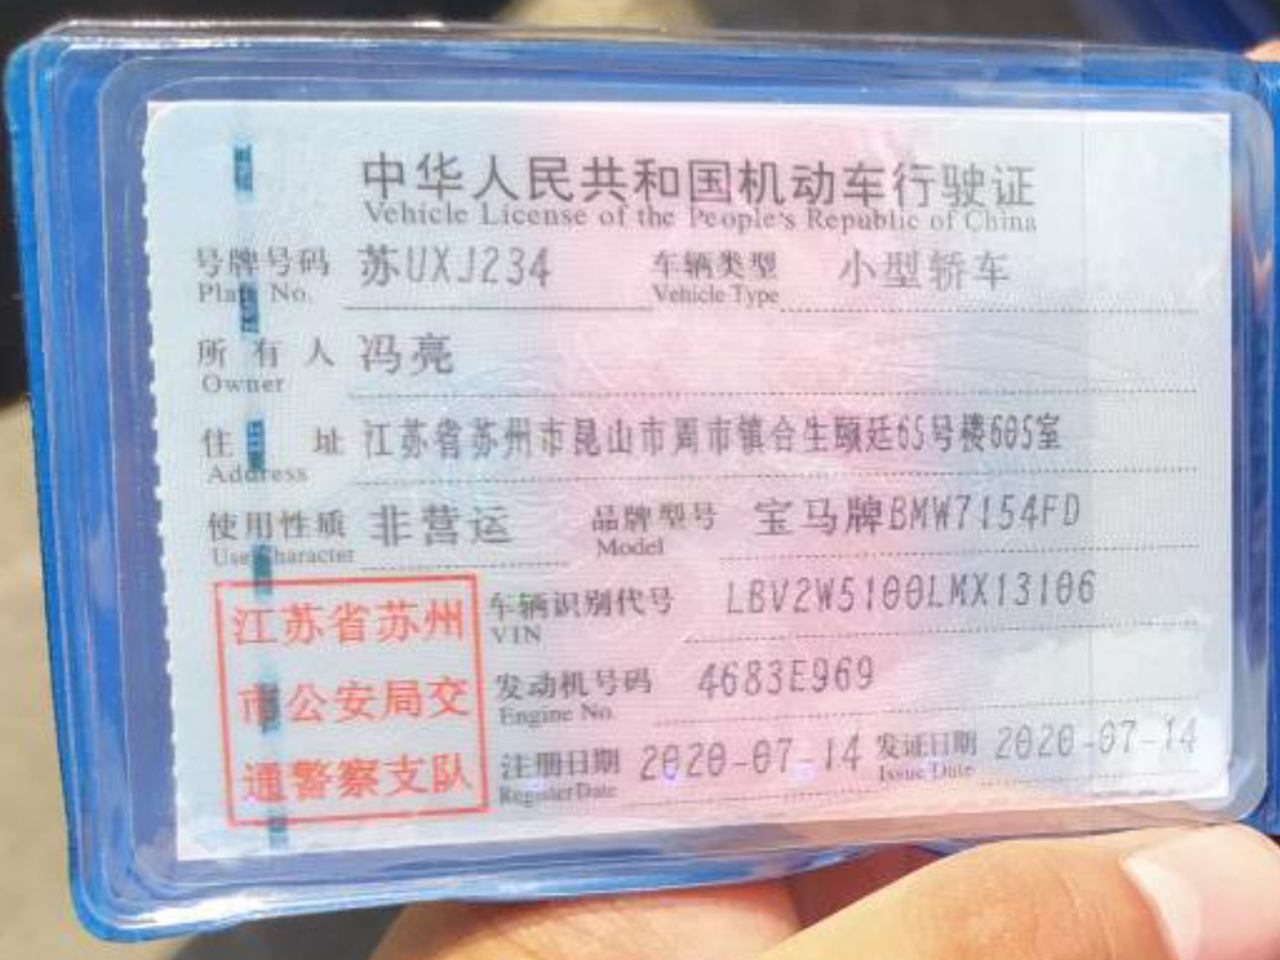 中华人民共和国机动车行驶证
Vehicle License of the People's Republic of China
号牌号码 苏UXJ234 车辆类型 小型轿车
Plate No. Vehicle Type
所有人 冯亮
Owner
住址 江苏省苏州市昆山市周市镇合生颐廷65号楼605室
Address
使用性质 非营运 品牌型号 宝马牌BMW7154FD
Use Character Model
车辆识别代号 LBV2W5100LMX13106
VIN
发动机号码 4683E969
Engine No.
注册日期 2020-07-14 发证日期 2020-07-14
Register Date Issue Date
江苏省苏州
市公安局交
通警察支队